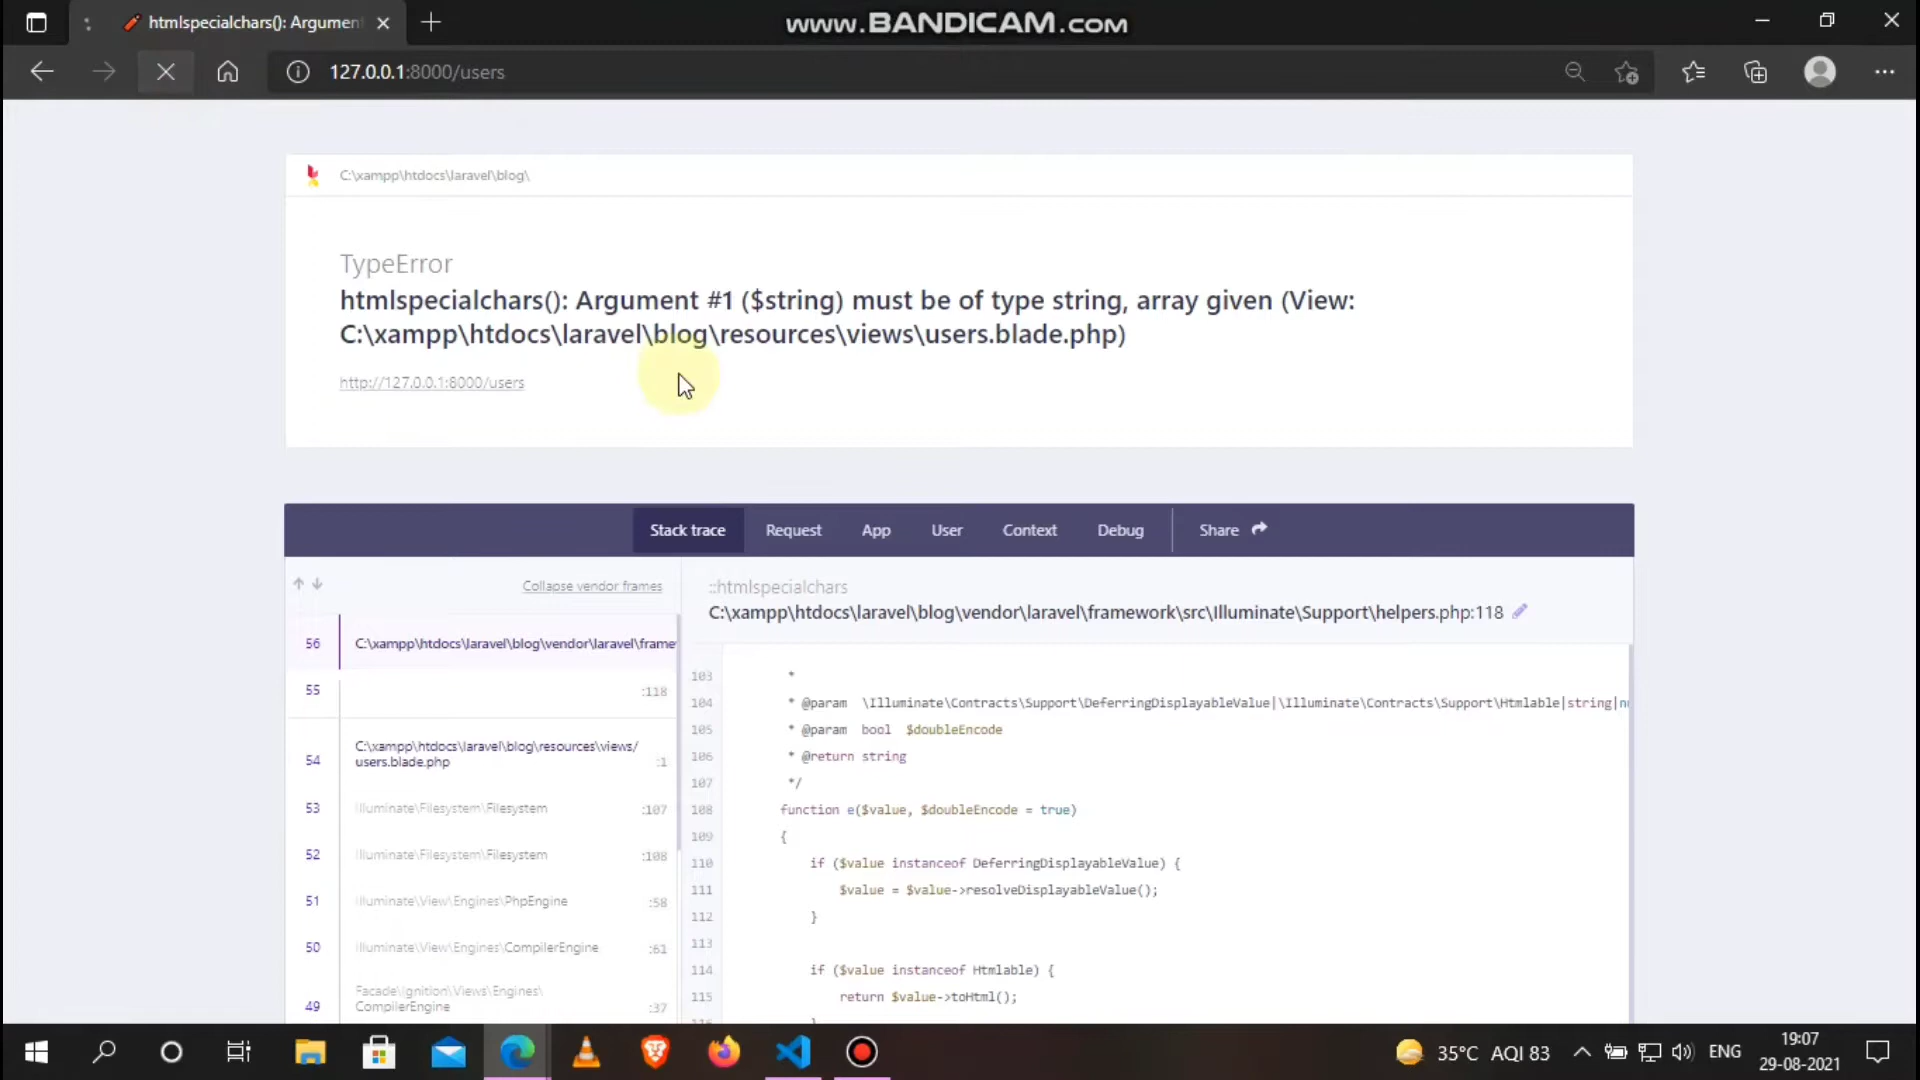 htmlspecialchars(): Argumen
www.BANDICAM.com
127.0.0.1:8000/users
C:\xampp\htdocs\laravel\blog\
TypeError
htmlspecialchars(): Argument #1 ($string) must be of type string, array given (View:
C:\xampp\htdocs\laravel\blog\resources\views\users.blade.php)
http://127.0.0.1:8000/users
Stack trace Request App User Context Debug Share
Collapse vendor frames
::htmlspecialchars
C:\xampp\htdocs\laravel\blog\vendor\laravel\framework\src\Illuminate\Support\helpers.php:118
56 C:\xampp\htdocs\laravel\blog\vendor\laravel\frame
55 :118
54 C:\xampp\htdocs\laravel\blog\resources\views/
users.blade.php :1
53 Illuminate\Filesystem\Filesystem :107
52 Illuminate\Filesystem\Filesystem :108
51 Illuminate\View\Engines\PhpEngine :58
50 Illuminate\View\Engines\CompilerEngine :61
49 Facade\Ignition\Views\Engines\
CompilerEngine :37
103 *
104 * @param \Illuminate\Contracts\Support\DeferringDisplayableValue|\Illuminate\Contracts\Support\Htmlable|string|n
105 * @param bool $doubleEncode
106 * @return string
107 */
108 function e($value, $doubleEncode = true)
109 {
110 if ($value instanceof DeferringDisplayableValue) {
111 $value = $value->resolveDisplayableValue();
112 }
113
114 if ($value instanceof Htmlable) {
115 return $value->toHtml();
116 }
35°C AQI 83 ENG 19:07
29-08-2021